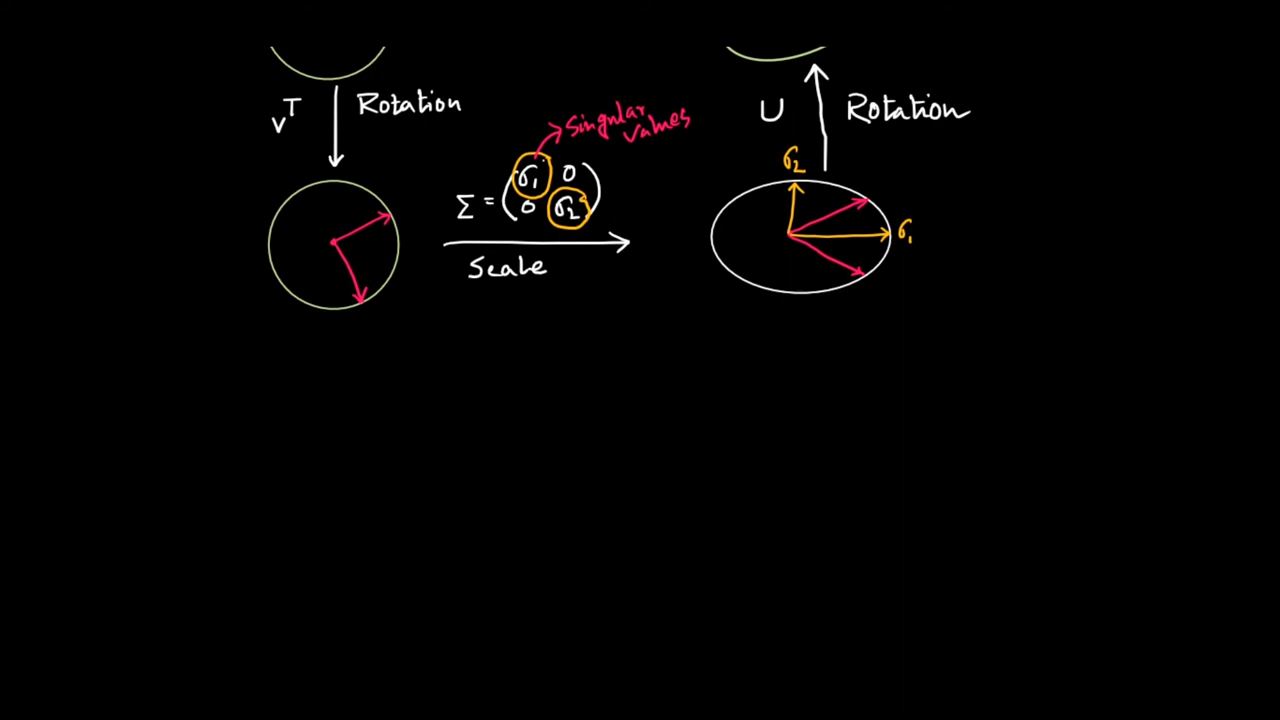 vᵀ
Rotation
Singular
values
Σ = (σ₁ 0
0 σ₂)
Scale
U
Rotation
σ₂
σ₁